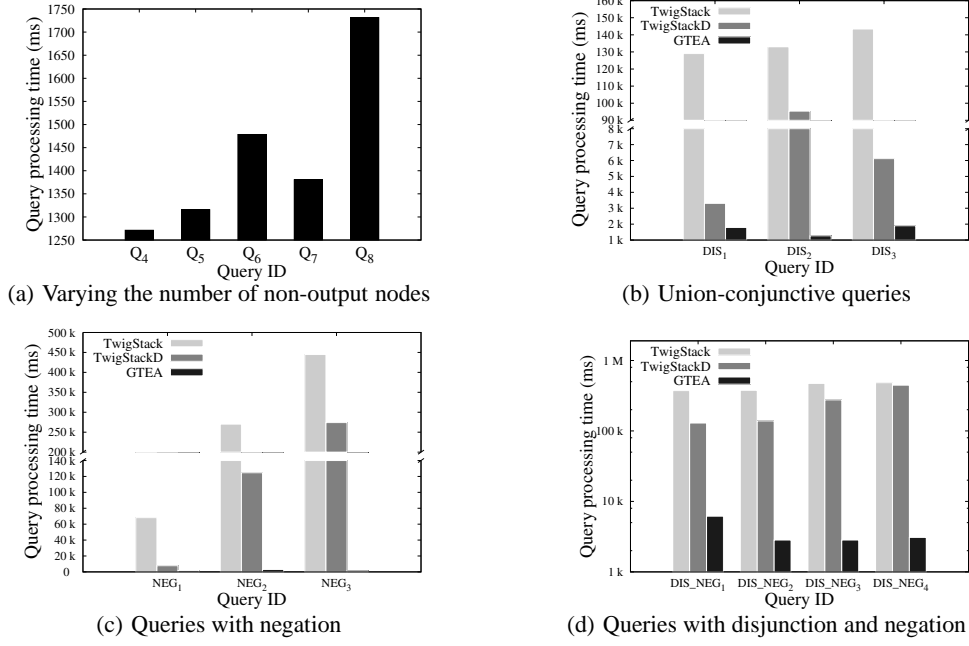 1750
1700
1650
1600
1550
1500
1450
1400
1350
1300
1250
Query processing time (ms)
Q4 Q5 Q6 Q7 Q8
Query ID
(a) Varying the number of non-output nodes
160 k
150 k
140 k
130 k
120 k
110 k
100 k
90 k
8 k
7 k
6 k
5 k
4 k
3 k
2 k
1 k
Query processing time (ms)
TwigStack
TwigStackD
GTEA
DIS1 DIS2 DIS3
Query ID
(b) Union-conjunctive queries
500 k
450 k
400 k
350 k
300 k
250 k
200 k
140 k
120 k
100 k
80 k
60 k
40 k
20 k
0
Query processing time (ms)
TwigStack
TwigStackD
GTEA
NEG1 NEG2 NEG3
Query ID
(c) Queries with negation
1 M
100 k
10 k
1 k
Query processing time (ms)
TwigStack
TwigStackD
GTEA
DIS_NEG1 DIS_NEG2 DIS_NEG3 DIS_NEG4
Query ID
(d) Queries with disjunction and negation